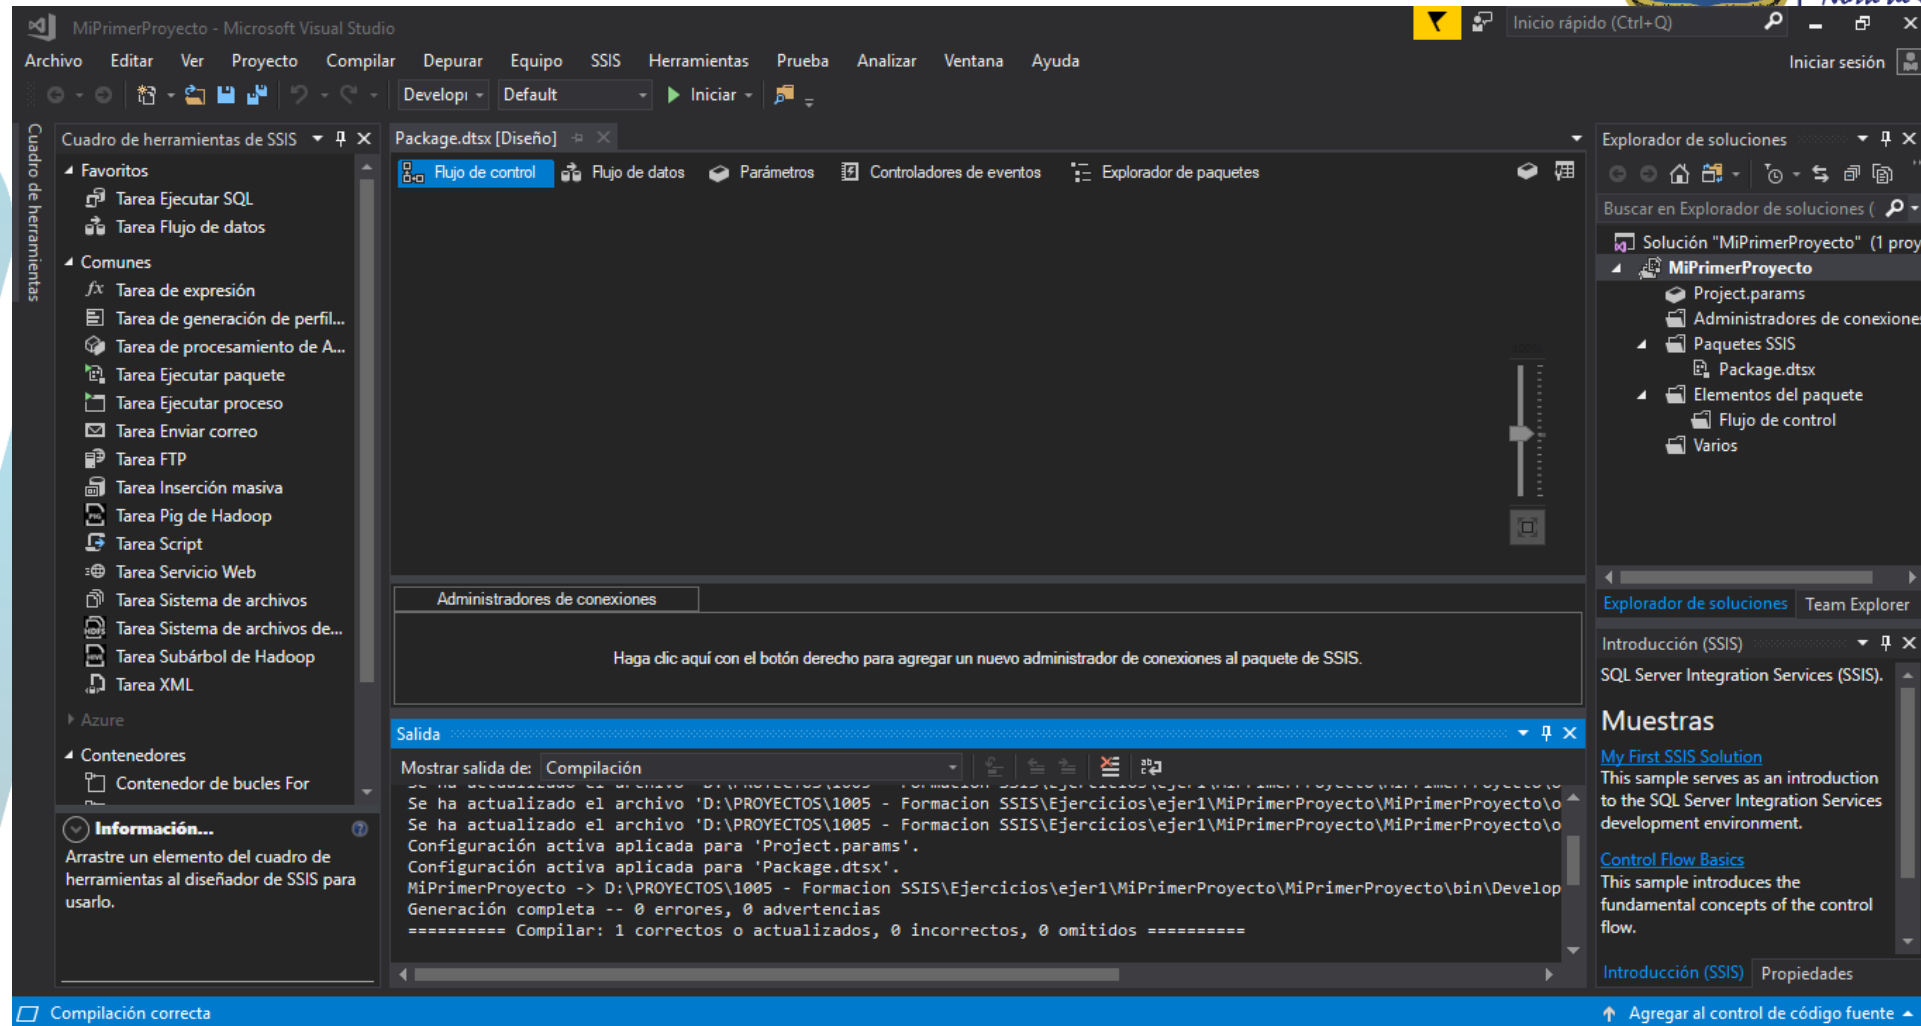 MiPrimerProyecto - Microsoft Visual Studio
Inicio rápido (Ctrl+Q)
Archivo Editar Ver Proyecto Compilar Depurar Equipo SSIS Herramientas Prueba Analizar Ventana Ayuda
Iniciar sesión
Default
Iniciar
Cuadro de herramientas
Cuadro de herramientas de SSIS
Favoritos
Tarea Ejecutar SQL
Tarea Flujo de datos
Comunes
fx Tarea de expresión
Tarea de generación de perfil...
Tarea de procesamiento de A...
Tarea Ejecutar paquete
Tarea Ejecutar proceso
Tarea Enviar correo
Tarea FTP
Tarea Inserción masiva
PIG Tarea Pig de Hadoop
Tarea Script
Tarea Servicio Web
Tarea Sistema de archivos
HDFS Tarea Sistema de archivos de...
HIVE Tarea Subárbol de Hadoop
Tarea XML
Azure
Contenedores
Contenedor de bucles For
Información...
Arrastre un elemento del cuadro de
herramientas al diseñador de SSIS para
usarlo.
Package.dtsx [Diseño]
Flujo de control Flujo de datos Parámetros Controladores de eventos Explorador de paquetes
Administradores de conexiones
Haga clic aquí con el botón derecho para agregar un nuevo administrador de conexiones al paquete de SSIS.
Salida
Mostrar salida de: Compilación
Se ha actualizado el archivo 'D:\PROYECTOS\1005 - Formacion SSIS\Ejercicios\ejer1\MiPrimerProyecto\MiPrimerProyecto\o
Se ha actualizado el archivo 'D:\PROYECTOS\1005 - Formacion SSIS\Ejercicios\ejer1\MiPrimerProyecto\MiPrimerProyecto\o
Configuración activa aplicada para 'Project.params'.
Configuración activa aplicada para 'Package.dtsx'.
MiPrimerProyecto -> D:\PROYECTOS\1005 - Formacion SSIS\Ejercicios\ejer1\MiPrimerProyecto\MiPrimerProyecto\bin\Develop
Generación completa -- 0 errores, 0 advertencias
========== Compilar: 1 correctos o actualizados, 0 incorrectos, 0 omitidos ==========
Explorador de soluciones
Buscar en Explorador de soluciones (
Solución "MiPrimerProyecto" (1 proy
MiPrimerProyecto
Project.params
Administradores de conexiones
Paquetes SSIS
Package.dtsx
Elementos del paquete
Flujo de control
Varios
Explorador de soluciones Team Explorer
Introducción (SSIS)
SQL Server Integration Services (SSIS).
Muestras
My First SSIS Solution
This sample serves as an introduction
to the SQL Server Integration Services
development environment.
Control Flow Basics
This sample introduces the
fundamental concepts of the control
flow.
Introducción (SSIS) Propiedades
Compilación correcta
Agregar al control de código fuente